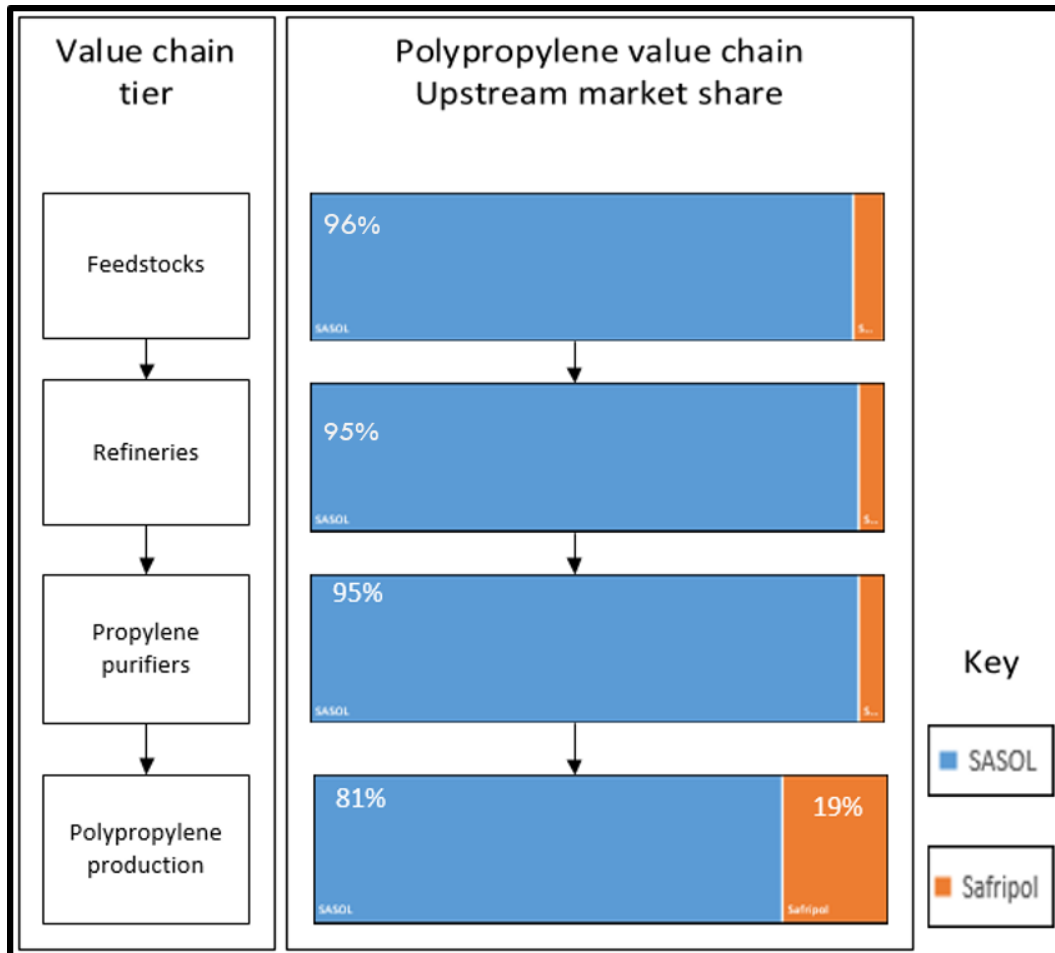 Value chain
tier
Polypropylene value chain
Upstream market share
Feedstocks
96%
SASOL
S...
Refineries
95%
SASOL
S...
Propylene
purifiers
95%
SASOL
S...
Polypropylene
production
81%
SASOL
19%
Safripol
Key
SASOL
Safripol